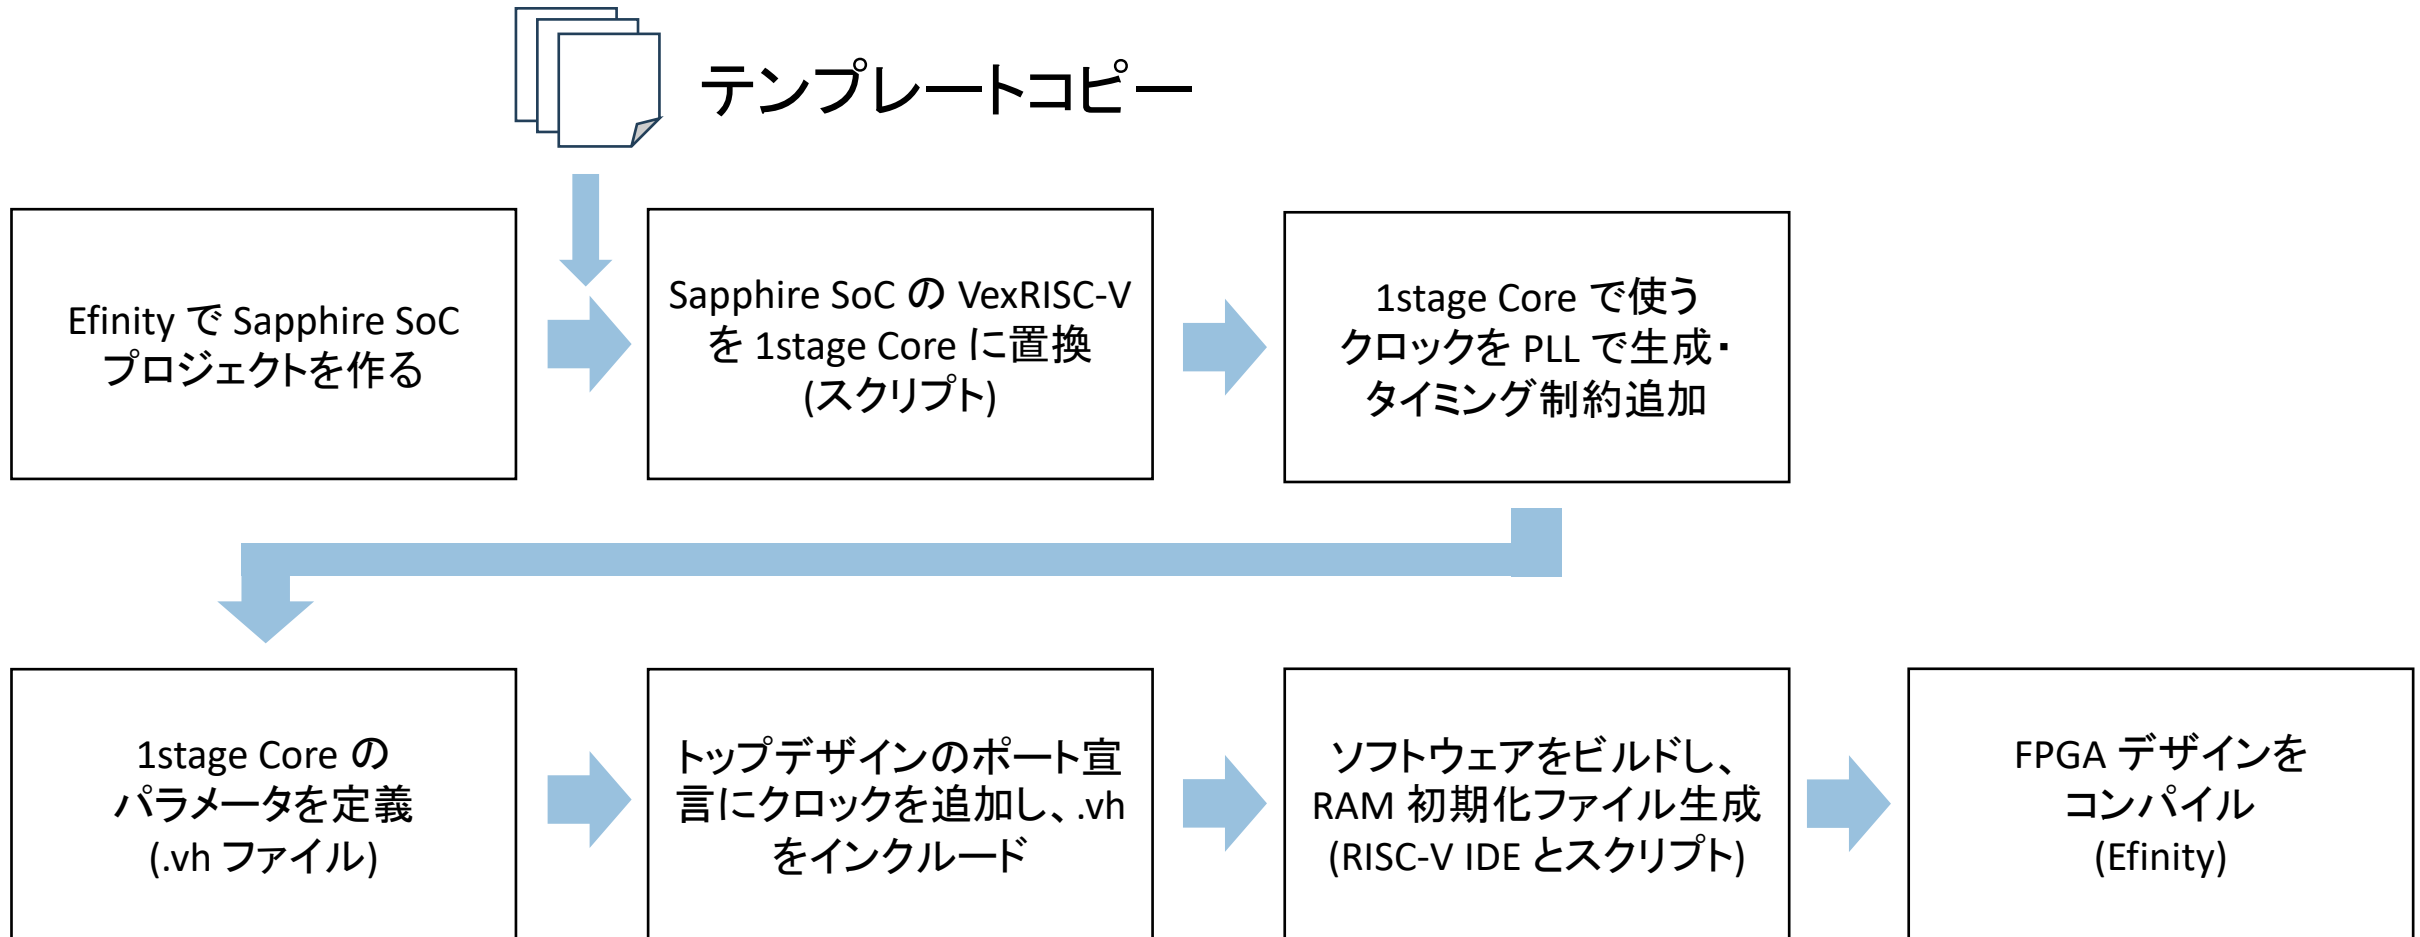 テンプレートコピー
Efinity で Sapphire SoC
プロジェクトを作る
Sapphire SoC の VexRISC-V
を 1stage Core に置換
(スクリプト)
1stage Core で使う
クロックを PLL で生成・
タイミング制約追加
1stage Core の
パラメータを定義
(.vh ファイル)
トップデザインのポート宣
言にクロックを追加し、.vh
をインクルード
ソフトウェアをビルドし、
RAM 初期化ファイル生成
(RISC-V IDE とスクリプト)
FPGA デザインを
コンパイル
(Efinity)